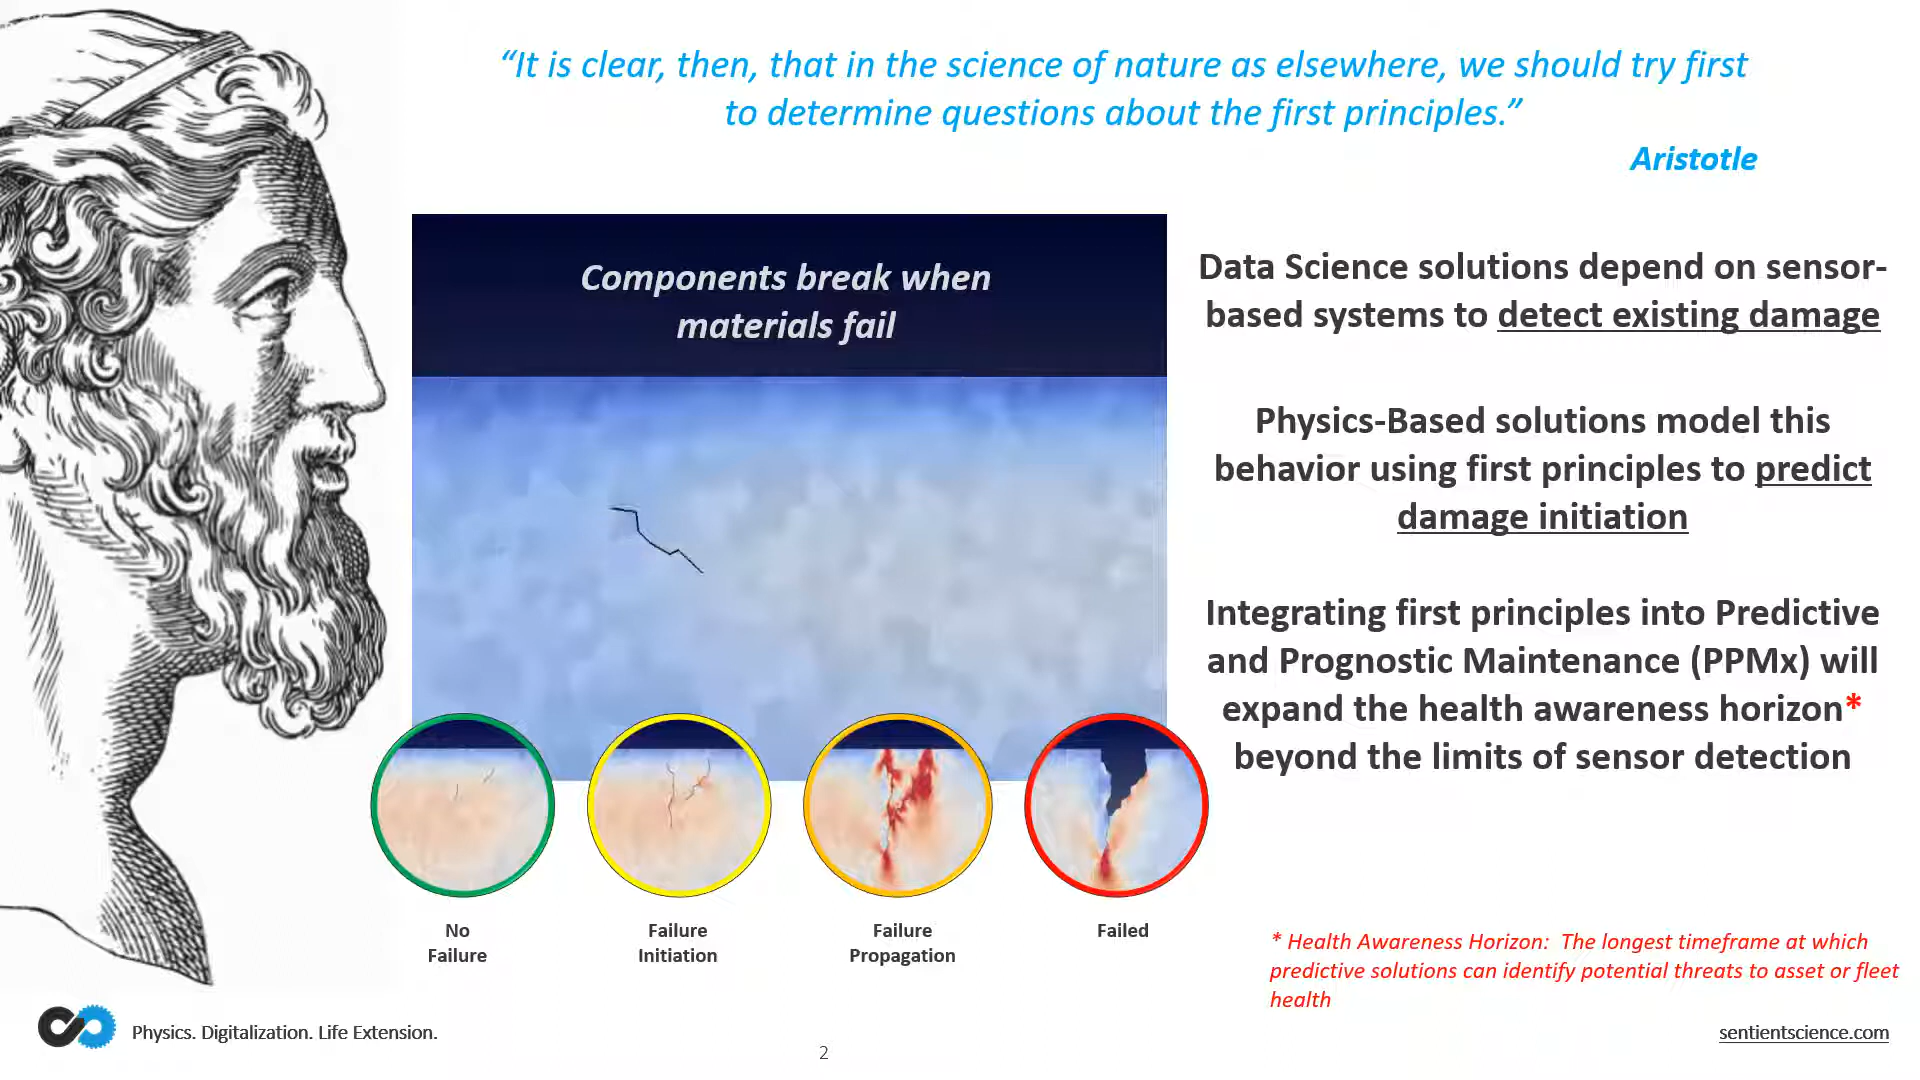 “It is clear, then, that in the science of nature as elsewhere, we should try first
to determine questions about the first principles.”
Aristotle
Components break when
materials fail
Data Science solutions depend on sensor-
based systems to detect existing damage
Physics-Based solutions model this
behavior using first principles to predict
damage initiation
Integrating first principles into Predictive
and Prognostic Maintenance (PPMx) will
expand the health awareness horizon*
beyond the limits of sensor detection
No
Failure
Failure
Initiation
Failure
Propagation
Failed
* Health Awareness Horizon:  The longest timeframe at which
predictive solutions can identify potential threats to asset or fleet
health
Physics. Digitalization. Life Extension.
2
sentientscience.com